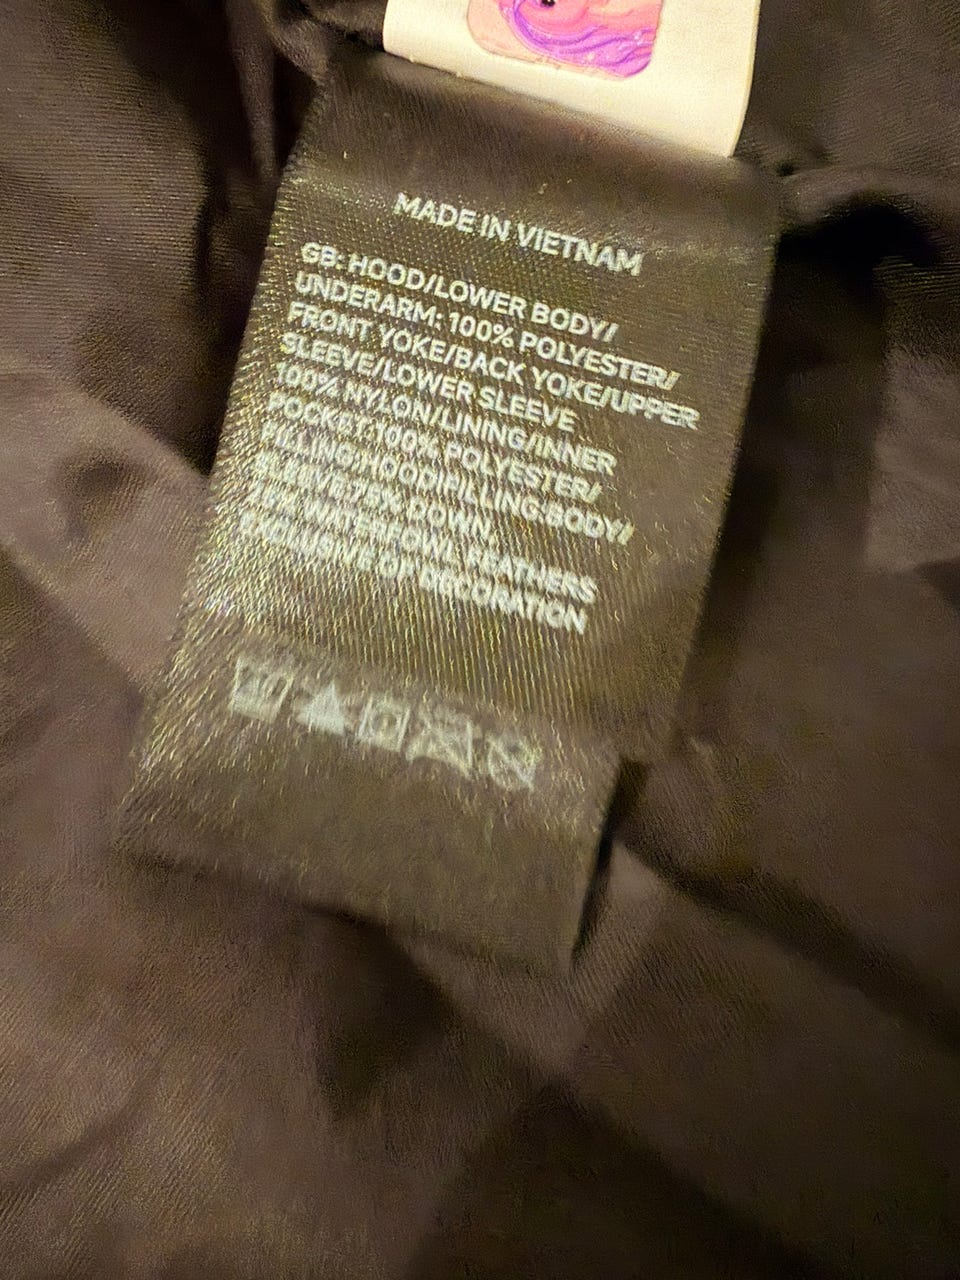 MADE IN VIETNAM
GB: HOOD/LOWER BODY/
UNDERARM: 100% POLYESTER/
FRONT YOKE/BACK YOKE/UPPER
SLEEVE/LOWER SLEEVE
100% NYLON/LINING/INNER
POCKET: 100% POLYESTER/
FILLING/HOOD/FILLING-BODY/
SLEEVE: 75% DOWN,
WATERFOWL FEATHERS
EXCLUSIVE OF DECORATION